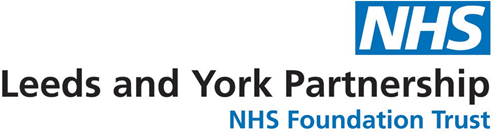 NHS
Leeds and York Partnership
NHS Foundation Trust